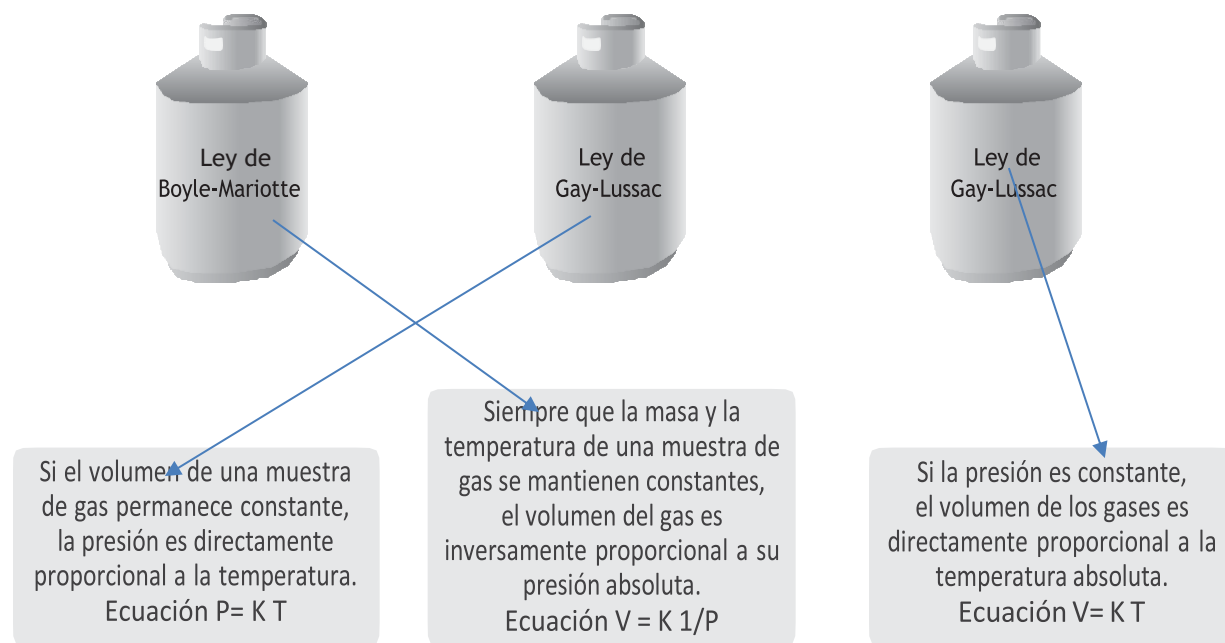 Ley de
Boyle-Mariotte
Ley de
Gay-Lussac
Ley de
Gay-Lussac
Si el volumen de una muestra
de gas permanece constante,
la presión es directamente
proporcional a la temperatura.
Ecuación P= K T
Siempre que la masa y la
temperatura de una muestra de
gas se mantienen constantes,
el volumen del gas es
inversamente proporcional a su
presión absoluta.
Ecuación V = K 1/P
Si la presión es constante,
el volumen de los gases es
directamente proporcional a la
temperatura absoluta.
Ecuación V= K T